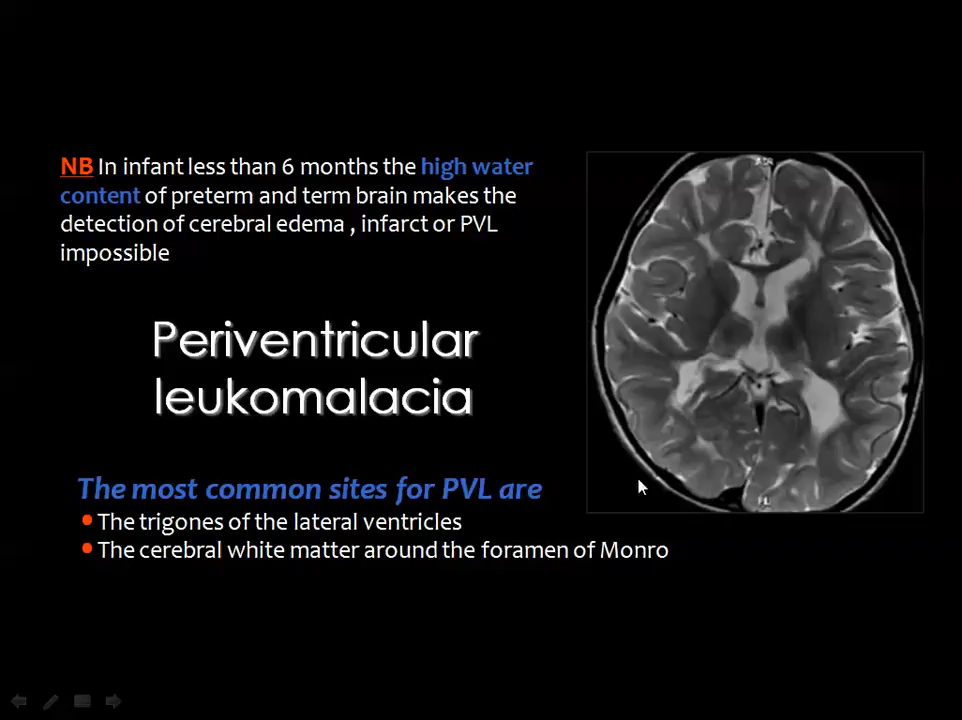 NB In infant less than 6 months the high water
content of preterm and term brain makes the
detection of cerebral edema , infarct or PVL
impossible
Periventricular
leukomalacia
The most common sites for PVL are
• The trigones of the lateral ventricles
• The cerebral white matter around the foramen of Monro